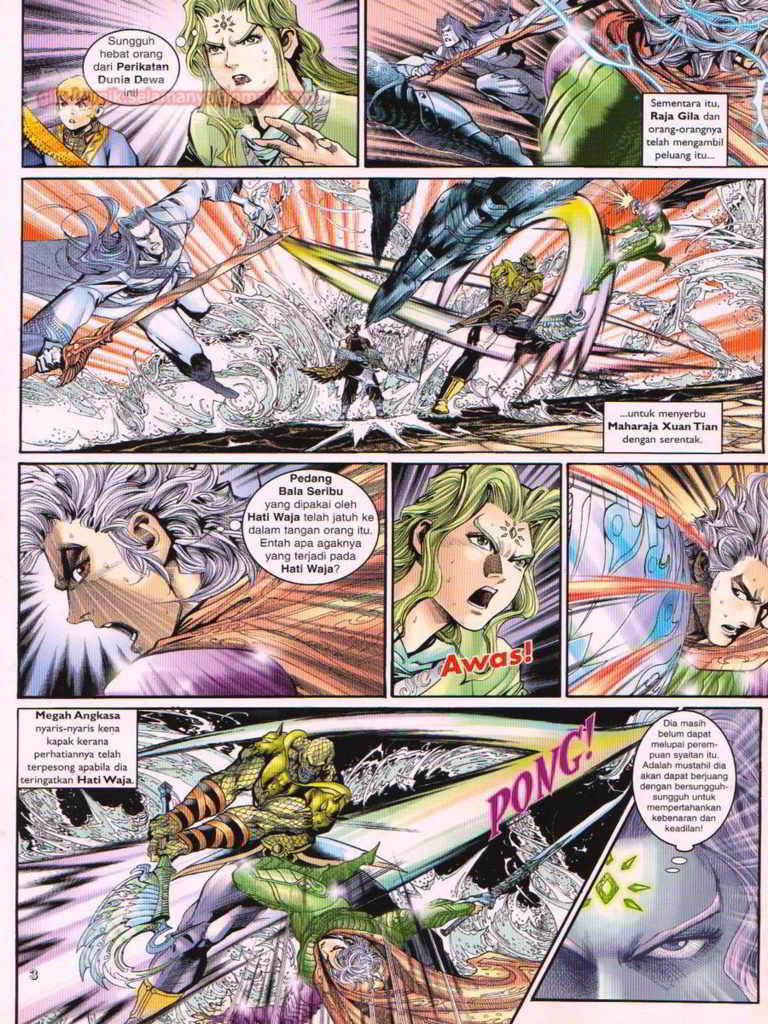 Sungguh
hebat orang
dari Perikatan
Dunia Dewa
ini!
Sementara itu,
Raja Gila dan
orang-orangnya
telah mengambil
peluang itu...
...untuk menyerbu
Maharaja Xuan Tian
dengan serentak.
Pedang
Bala Seribu
yang dipakai oleh
Hati Waja telah jatuh ke
dalam tangan orang itu.
Entah apa agaknya
yang terjadi pada
Hati Waja?
Awas!
Megah Angkasa
nyaris-nyaris kena
kapak kerana
perhatiannya telah
terpesong apabila dia
teringatkan Hati Waja.
PONG!
Dia masih
belum dapat
melupai perem-
puan syaitan itu.
Adalah mustahil dia
akan dapat berjuang
dengan bersungguh-
sungguh untuk
mempertahankan
kebenaran dan
keadilan!
3